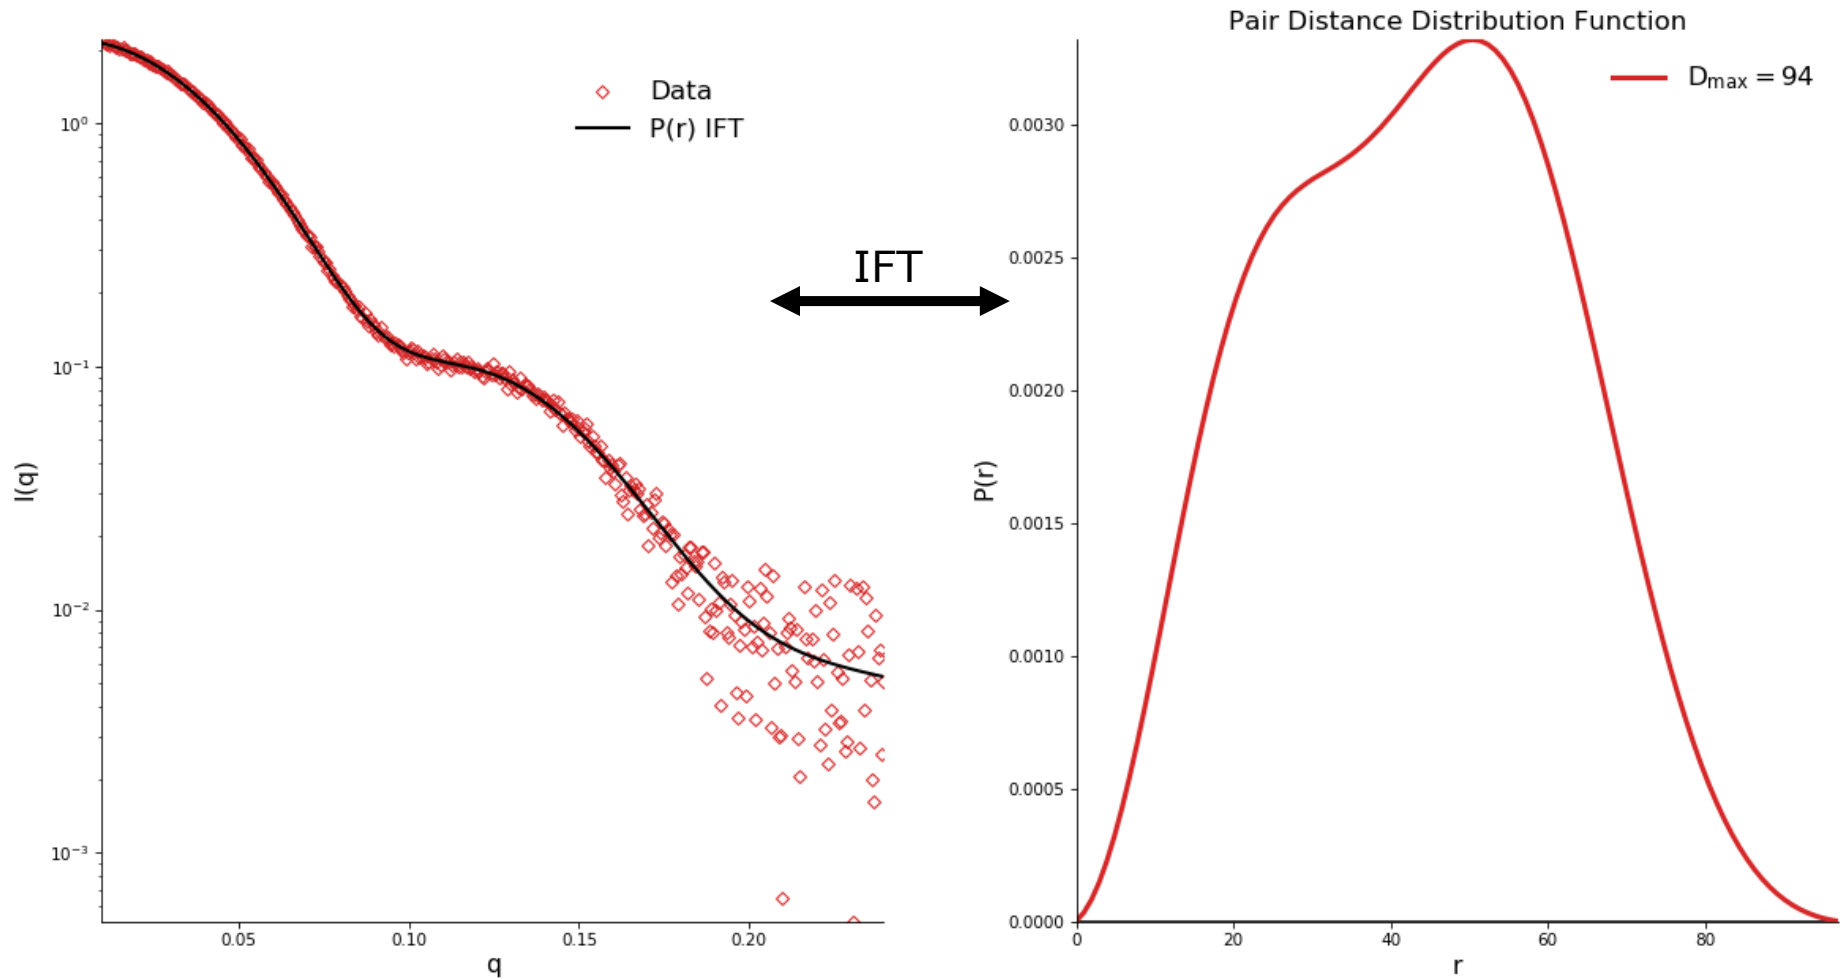 Data
P(r) IFT
10⁰
10⁻¹
10⁻²
10⁻³
I(q)
0.05
0.10
0.15
0.20
q
IFT
Pair Distance Distribution Function
Dmax = 94
0.0030
0.0025
0.0020
0.0015
0.0010
0.0005
0.0000
P(r)
0
20
40
60
80
r